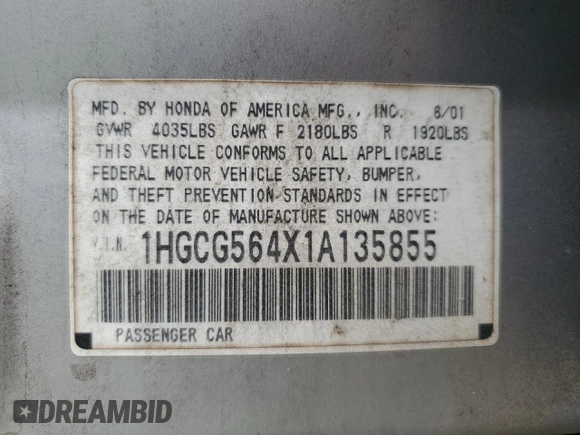 MFD. BY HONDA OF AMERICA MFG., INC. 6/01
GVWR 4035LBS GAWR F 2180LBS R 1920LBS
THIS VEHICLE CONFORMS TO ALL APPLICABLE
FEDERAL MOTOR VEHICLE SAFETY, BUMPER,
AND THEFT PREVENTION STANDARDS IN EFFECT
ON THE DATE OF MANUFACTURE SHOWN ABOVE:
V.I.N. 1HGCG564X1A135855
PASSENGER CAR
DREAMBID